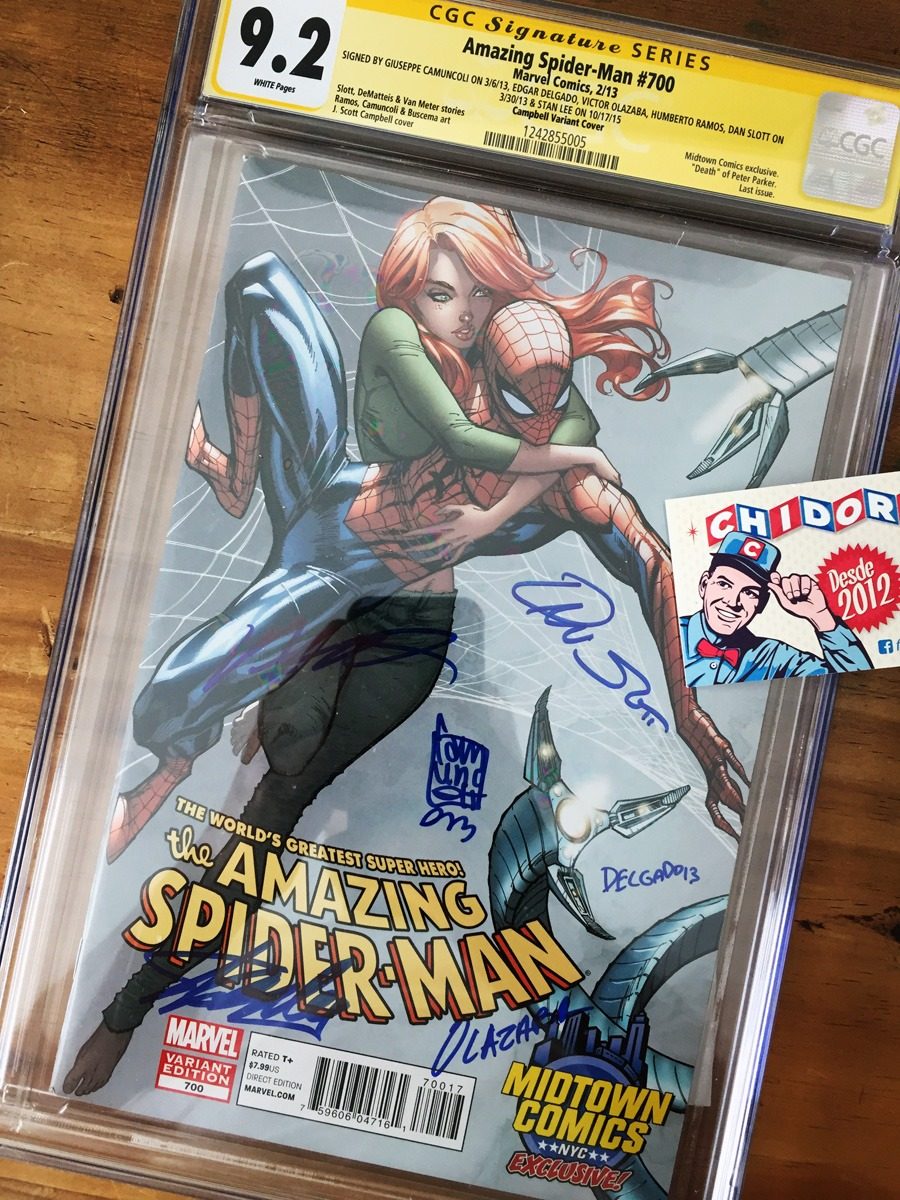 CGC Signature SERIES
9.2
WHITE Pages
Amazing Spider-Man #700
Marvel Comics, 2/13
SIGNED BY GIUSEPPE CAMUNCOLI ON 3/6/13, EDGAR DELGADO, VICTOR OLAZABA, HUMBERTO RAMOS, DAN SLOTT ON
3/30/13 & STAN LEE ON 10/17/15
Campbell Variant Cover
Slott, DeMatteis & Van Meter stories
Ramos, Camuncoli & Buscema art
J. Scott Campbell cover
1242855005
Midtown Comics exclusive.
"Death" of Peter Parker.
Last issue.
CGC
CHIDOR
C
Desde
2012
f
DELGADO13
THE WORLD'S GREATEST SUPER HERO!
the AMAZING
SPIDER-MAN
OLAZABA
MARVEL
VARIANT
EDITION
700
RATED T+
$7.99US
DIRECT EDITION
MARVEL.COM
70017
7 59606 04716 1
MIDTOWN
COMICS
NYC
EXCLUSIVE!